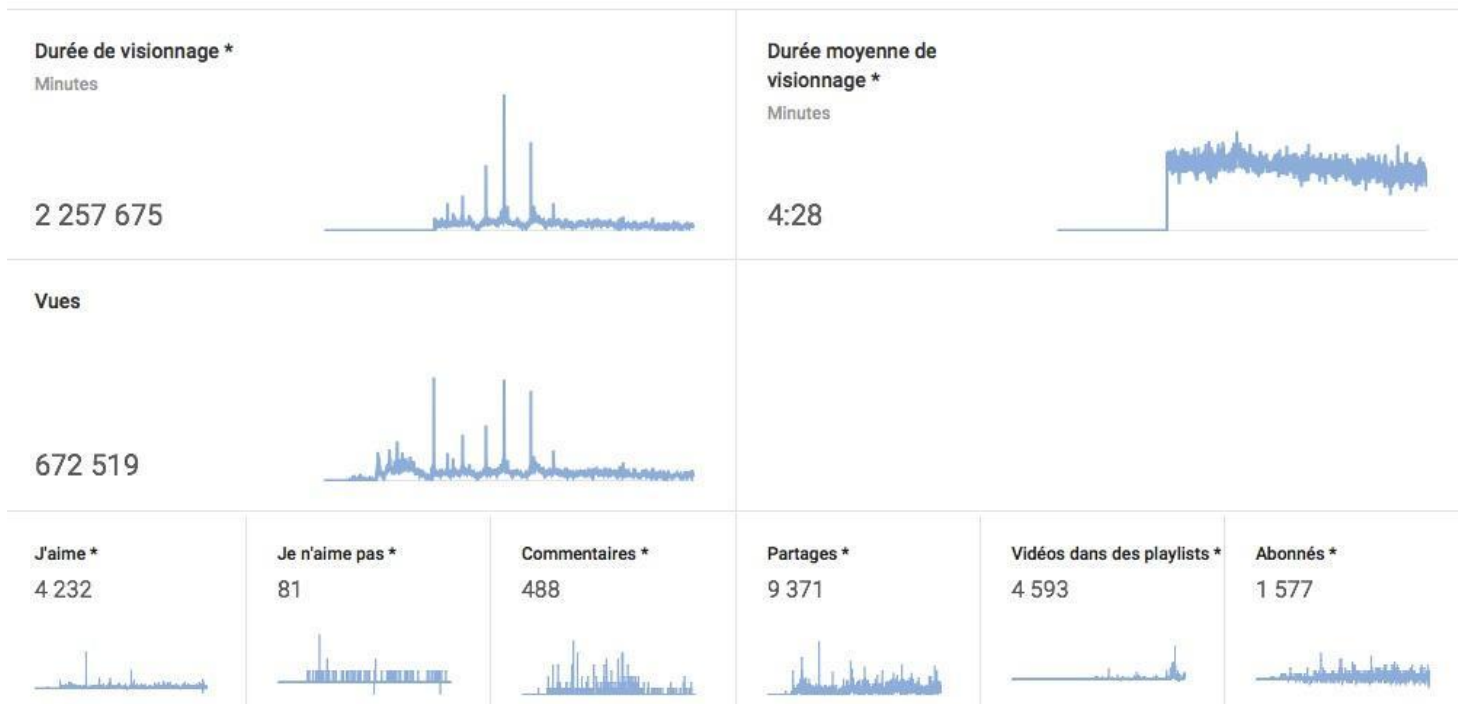 Durée de visionnage *
Minutes
2 257 675
Durée moyenne de
visionnage *
Minutes
4:28
Vues
672 519
J'aime *
4 232
Je n'aime pas *
81
Commentaires *
488
Partages *
9 371
Vidéos dans des playlists *
4 593
Abonnés *
1 577